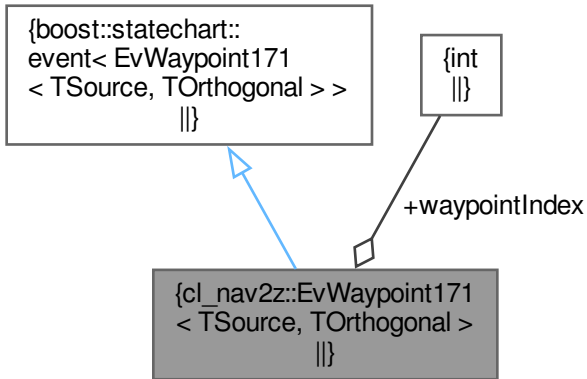 {boost::statechart::
event< EvWaypoint171
< TSource, TOrthogonal > >
||}
{int
||}
+waypointIndex
{cl_nav2z::EvWaypoint171
< TSource, TOrthogonal >
||}